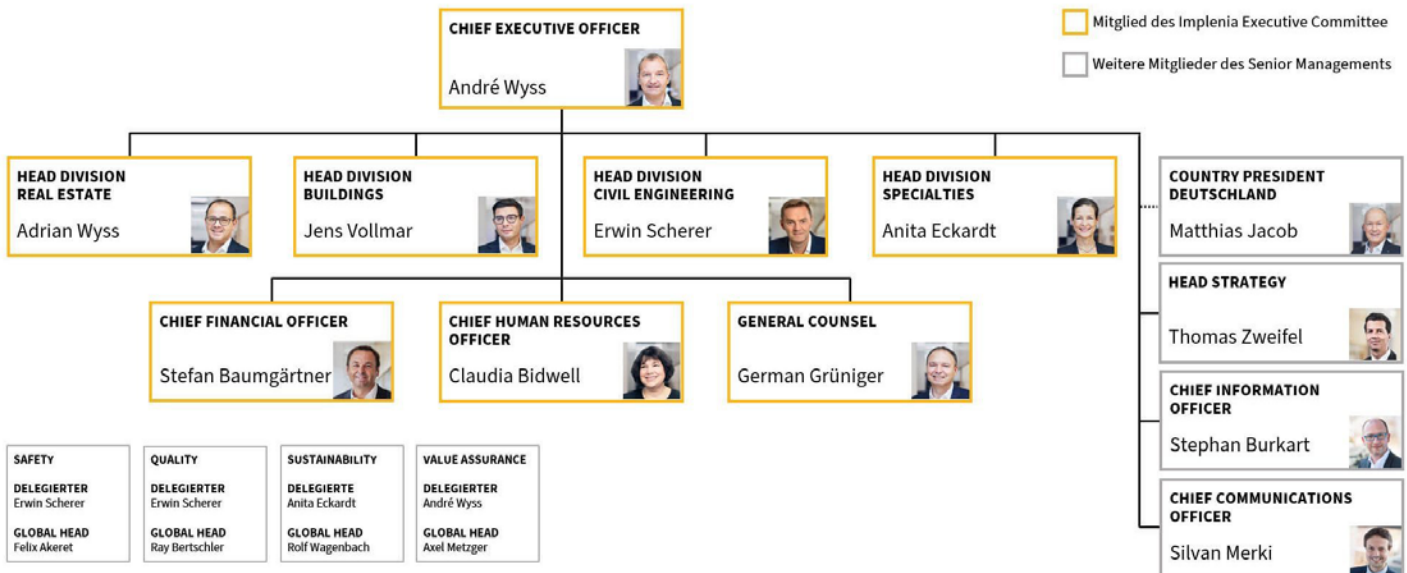 CHIEF EXECUTIVE OFFICER
André Wyss
Mitglied des Implenia Executive Committee
Weitere Mitglieder des Senior Managements
HEAD DIVISION
REAL ESTATE
Adrian Wyss
HEAD DIVISION
BUILDINGS
Jens Vollmar
HEAD DIVISION
CIVIL ENGINEERING
Erwin Scherer
HEAD DIVISION
SPECIALTIES
Anita Eckardt
COUNTRY PRESIDENT
DEUTSCHLAND
Matthias Jacob
HEAD STRATEGY
Thomas Zweifel
CHIEF INFORMATION
OFFICER
Stephan Burkart
CHIEF COMMUNICATIONS
OFFICER
Silvan Merki
CHIEF FINANCIAL OFFICER
Stefan Baumgärtner
CHIEF HUMAN RESOURCES
OFFICER
Claudia Bidwell
GENERAL COUNSEL
German Grüniger
SAFETY
DELEGIERTER
Erwin Scherer
GLOBAL HEAD
Felix Akeret
QUALITY
DELEGIERTER
Erwin Scherer
GLOBAL HEAD
Ray Bertschler
SUSTAINABILITY
DELEGIERTE
Anita Eckardt
GLOBAL HEAD
Rolf Wagenbach
VALUE ASSURANCE
DELEGIERTER
André Wyss
GLOBAL HEAD
Axel Metzger